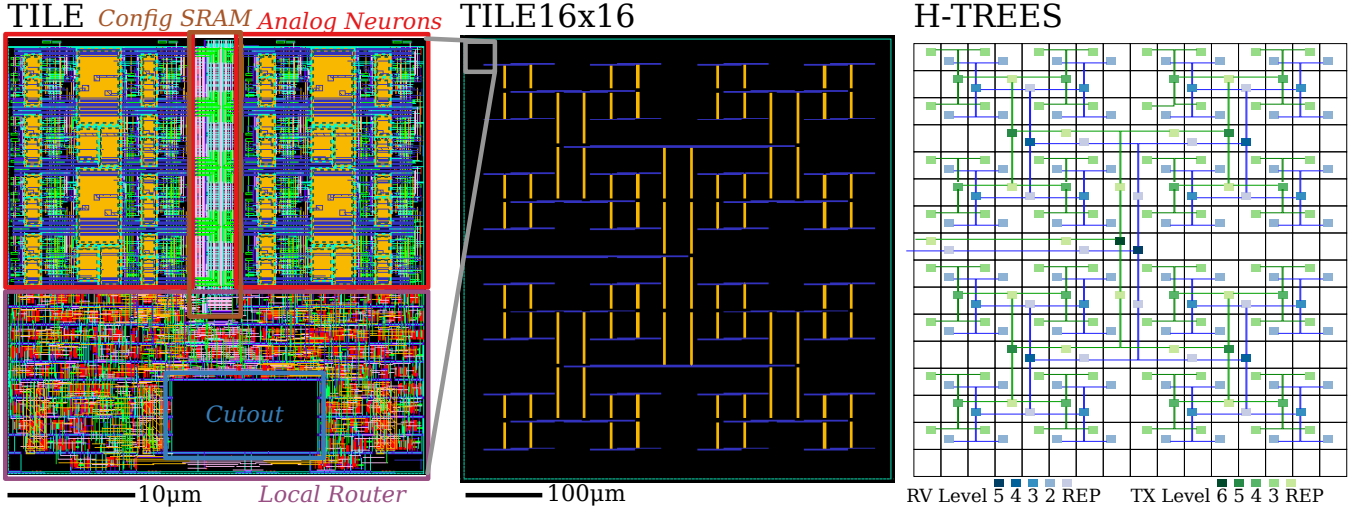 TILE Config SRAM Analog Neurons TILE16x16 H-TREES
Cutout
10μm Local Router 100μm RV Level 5 4 3 2 REP TX Level 6 5 4 3 REP